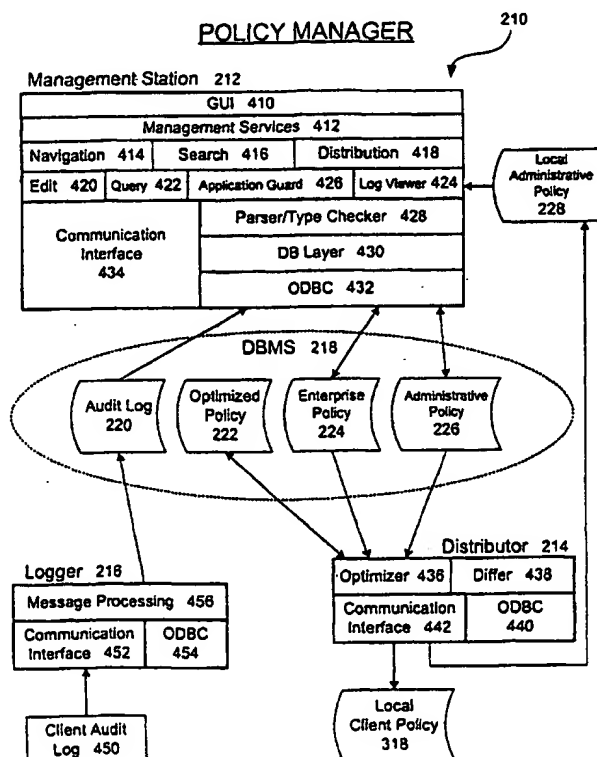 POLICY MANAGER
210
Management Station 212
GUI 410
Management Services 412
Navigation 414
Search 416
Distribution 418
Edit 420
Query 422
Application Guard 426
Log Viewer 424
Local
Administrative
Policy
228
Communication
Interface
434
Parser/Type Checker 428
DB Layer 430
ODBC 432
DBMS 218
Audit Log
220
Optimized
Policy
222
Enterprise
Policy
224
Administrative
Policy
226
Logger 216
Message Processing 456
Communication
Interface 452
ODBC
454
Client Audit
Log 450
Distributor 214
Optimizer 436
Differ 438
Communication
Interface 442
ODBC
440
Local
Client Policy
318